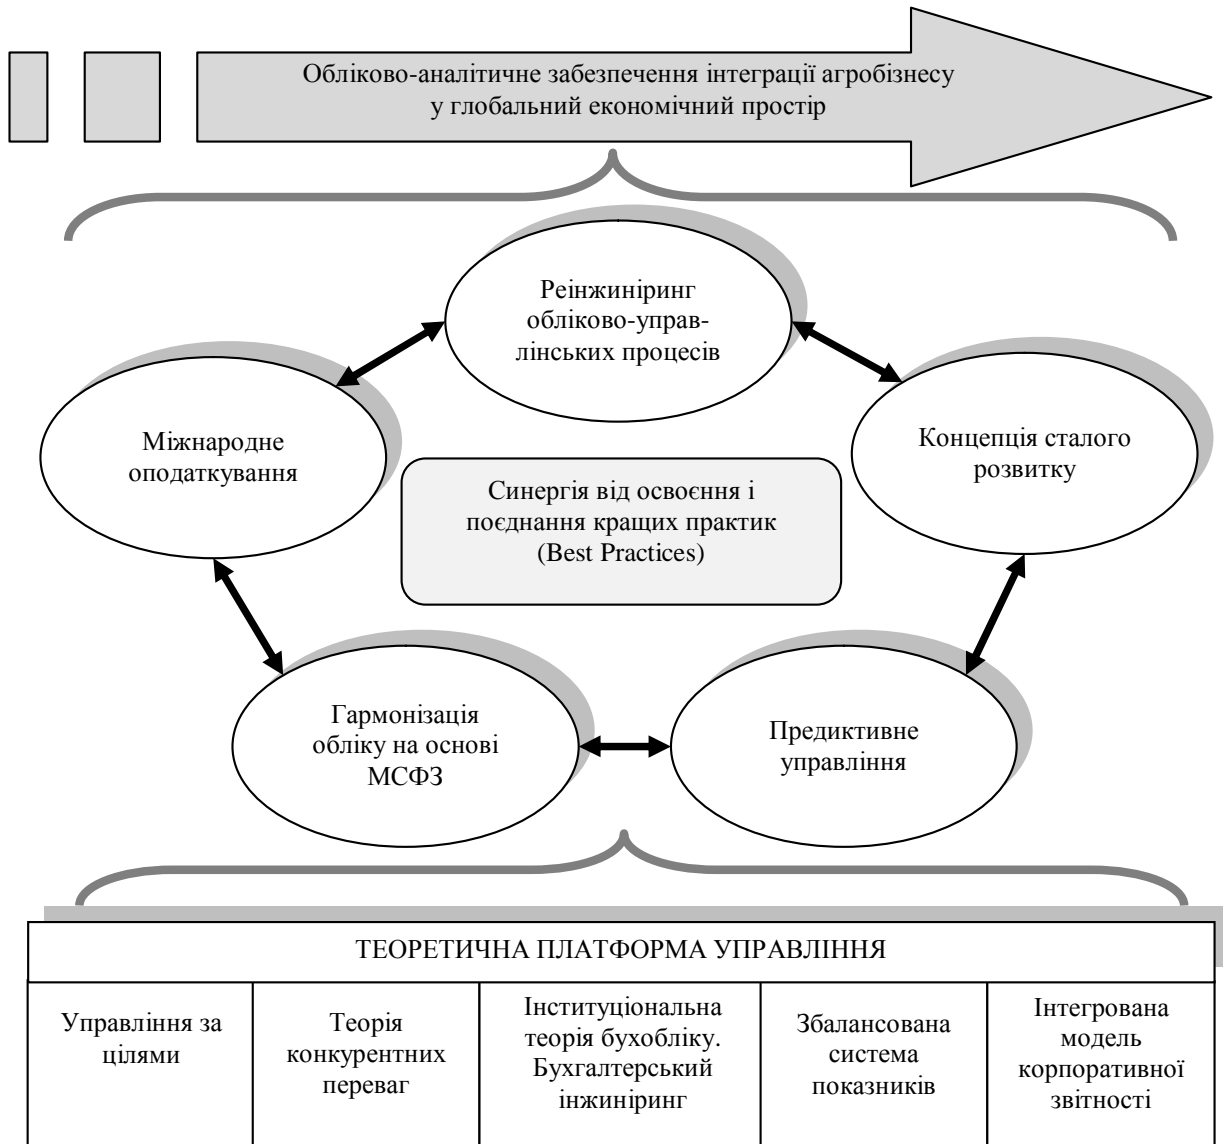 Обліково-аналітичне забезпечення інтеграції агробізнесу
у глобальний економічний простір
Реінжиніринг
обліково-управ-
лінських процесів
Міжнародне
оподаткування
Концепція сталого
розвитку
Синергія від освоєння і
поєднання кращих практик
(Best Practices)
Гармонізація
обліку на основі
МСФЗ
Предиктивне
управління
ТЕОРЕТИЧНА ПЛАТФОРМА УПРАВЛІННЯ
Управління за
цілями
Теорія
конкурентних
переваг
Інституціональна
теорія бухобліку.
Бухгалтерський
інжиніринг
Збалансована
система
показників
Інтегрована
модель
корпоративної
звітності